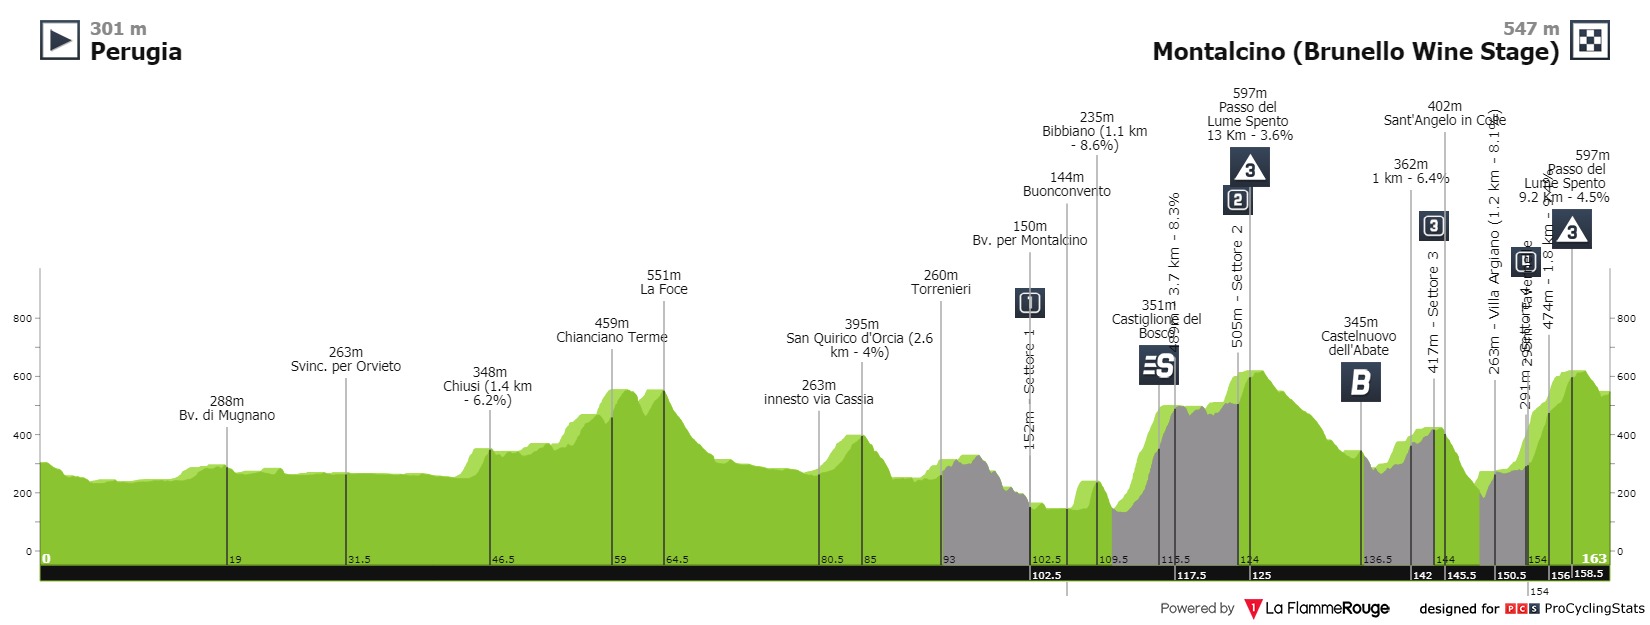 301 m
Perugia
547 m
Montalcino (Brunello Wine Stage)
288m
Bv. di Mugnano
263m
Svinc. per Orvieto
348m
Chiusi (1.4 km
- 6.2%)
459m
Chianciano Terme
551m
La Foce
263m
innesto via Cassia
395m
San Quirico d'Orcia (2.6
km - 4%)
260m
Torrenieri
1
152m - Settore 1
150m
Bv. per Montalcino
144m
Buonconvento
235m
Bibbiano (1.1 km
- 8.6%)
351m
Castiglione del
Bosco
S
3.7 km - 8.3%
2
505m - Settore 2
597m
Passo del
Lume Spento
13 Km - 3.6%
3
345m
Castelnuovo
dell'Abate
B
362m
1 km - 6.4%
3
417m - Settore 3
402m
Sant'Angelo in Colle
263m - Villa Argiano (1.2 km - 8.1%)
4
291m - Settore 4
474m - 1.8 km - 9.4%
597m
Passo del
Lume Spento
9.2 Km - 4.5%
3
800
600
400
200
0
800
600
400
200
0
0 19 31.5 46.5 59 64.5 80.5 85 93 102.5 109.5 115.5 124 136.5 144 154 163
102.5 117.5 125 142 145.5 150.5 156 158.5
154
Powered by La FlammeRouge designed for PCS ProCyclingStats